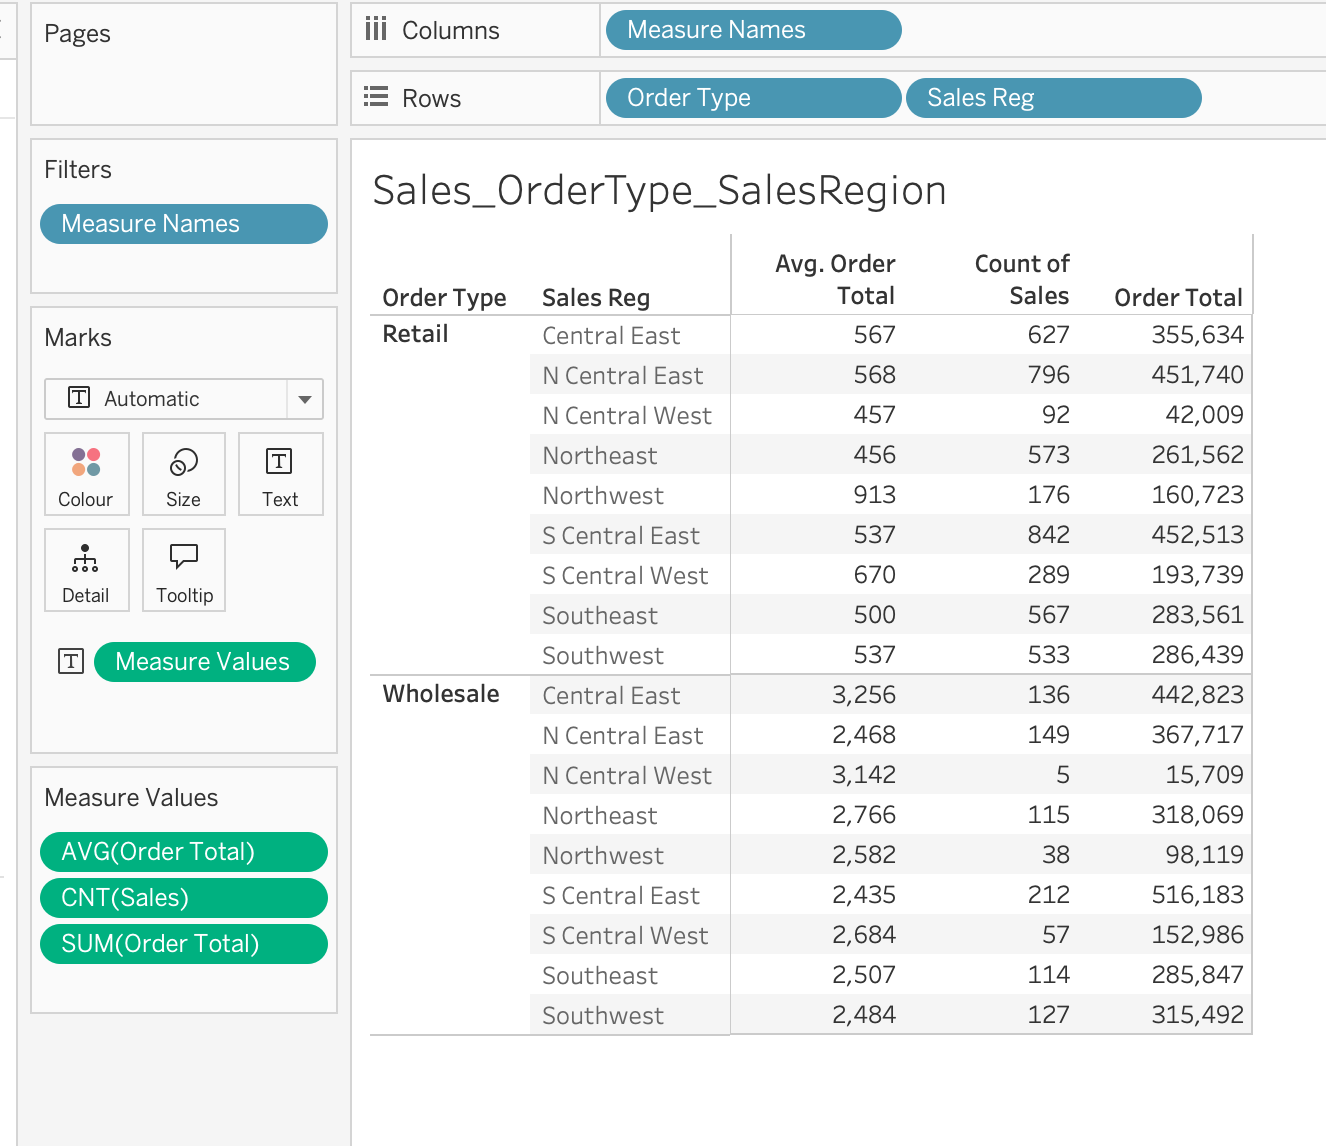 Pages
Columns
Measure Names
Rows
Order Type Sales Reg
Filters
Measure Names
Marks
Automatic
Colour Size Text
Detail Tooltip
Measure Values
Measure Values
AVG(Order Total)
CNT(Sales)
SUM(Order Total)
Sales_OrderType_SalesRegion
Avg. Order Count of
Order Type Sales Reg Total Sales Order Total
Retail Central East 567 627 355,634
N Central East 568 796 451,740
N Central West 457 92 42,009
Northeast 456 573 261,562
Northwest 913 176 160,723
S Central East 537 842 452,513
S Central West 670 289 193,739
Southeast 500 567 283,561
Southwest 537 533 286,439
Wholesale Central East 3,256 136 442,823
N Central East 2,468 149 367,717
N Central West 3,142 5 15,709
Northeast 2,766 115 318,069
Northwest 2,582 38 98,119
S Central East 2,435 212 516,183
S Central West 2,684 57 152,986
Southeast 2,507 114 285,847
Southwest 2,484 127 315,492